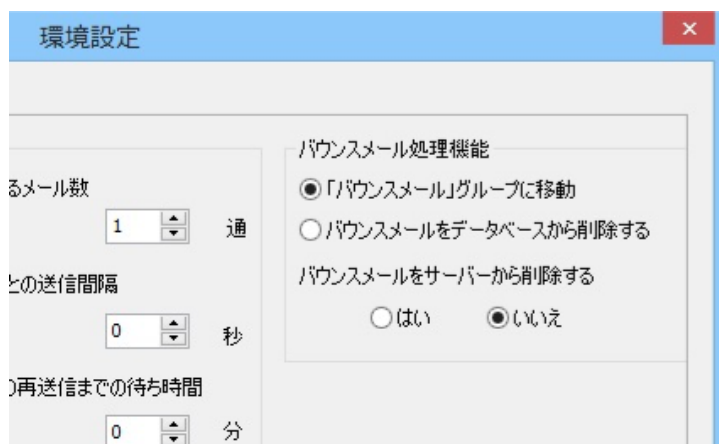 環境設定
るメール数
1 通
との送信間隔
0 秒
の再送信までの待ち時間
0 分
バウンスメール処理機能
「バウンスメール」グループに移動
バウンスメールをデータベースから削除する
バウンスメールをサーバーから削除する
はい いいえ